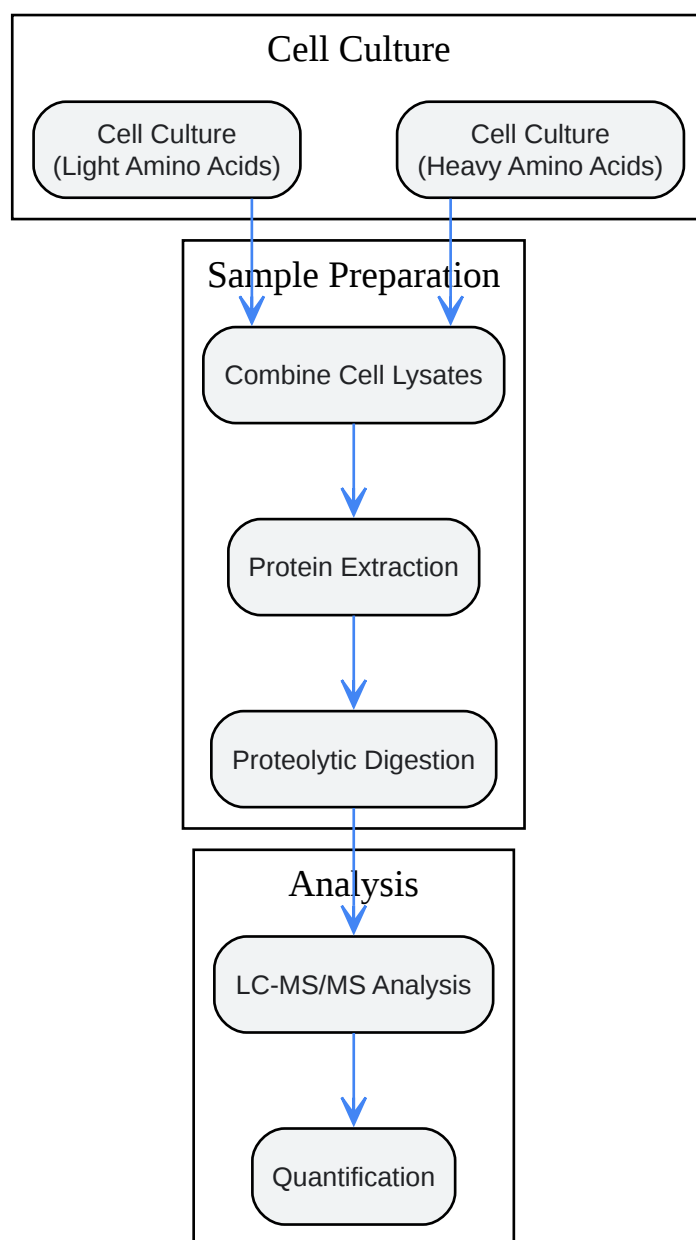 Cell Culture
Cell Culture
(Light Amino Acids)
Cell Culture
(Heavy Amino Acids)
Sample Preparation
Combine Cell Lysates
Protein Extraction
Proteolytic Digestion
Analysis
LC-MS/MS Analysis
Quantification